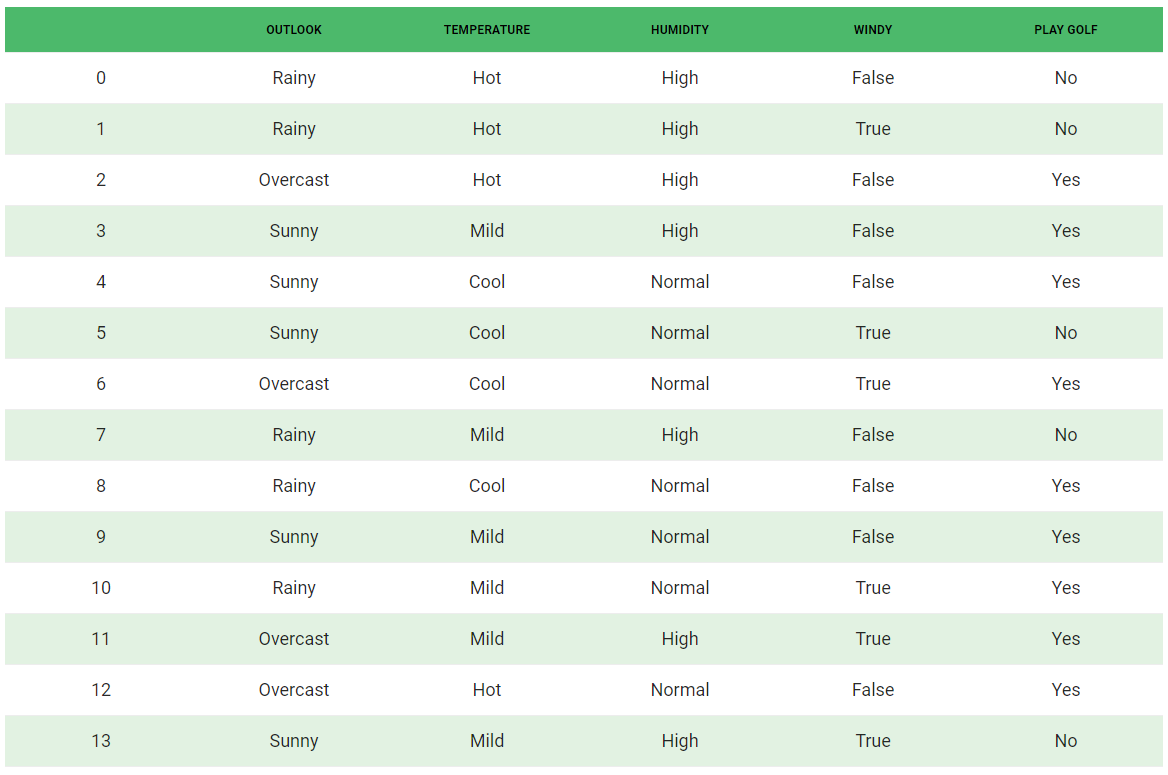 OUTLOOK TEMPERATURE HUMIDITY WINDY PLAY GOLF
0 Rainy Hot High False No
1 Rainy Hot High True No
2 Overcast Hot High False Yes
3 Sunny Mild High False Yes
4 Sunny Cool Normal False Yes
5 Sunny Cool Normal True No
6 Overcast Cool Normal True Yes
7 Rainy Mild High False No
8 Rainy Cool Normal False Yes
9 Sunny Mild Normal False Yes
10 Rainy Mild Normal True Yes
11 Overcast Mild High True Yes
12 Overcast Hot Normal False Yes
13 Sunny Mild High True No